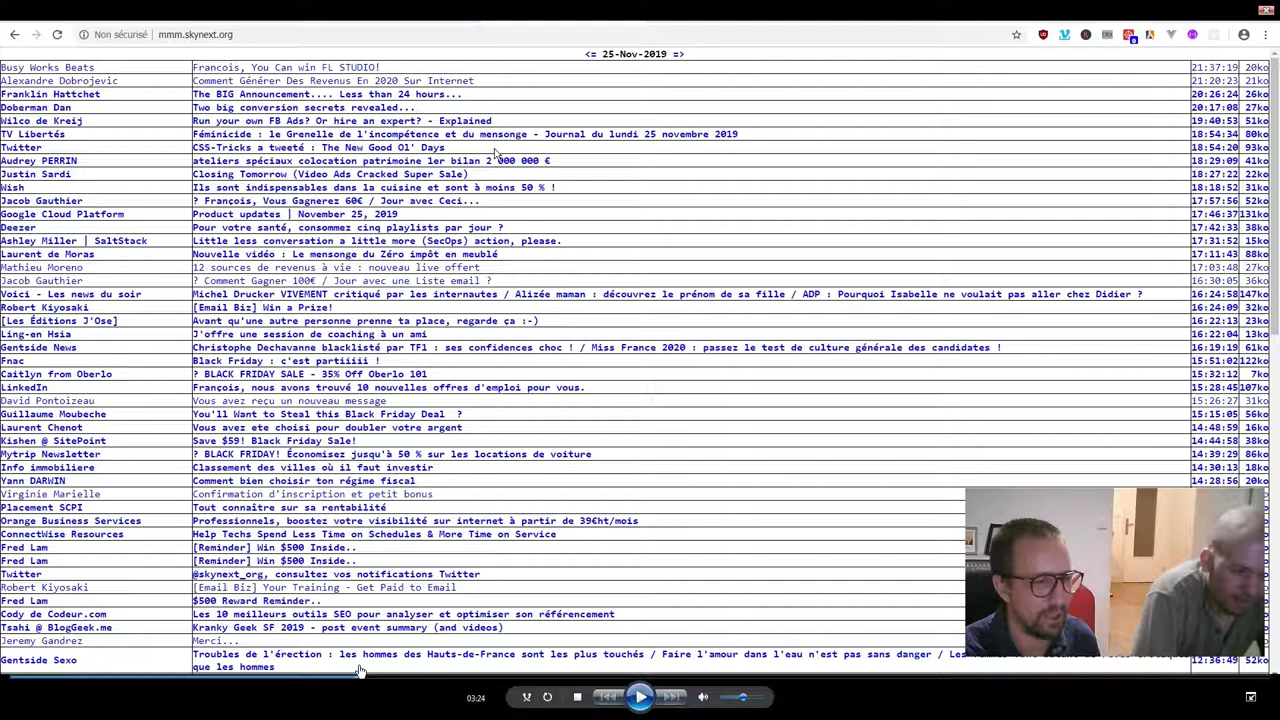 Non sécurisé | mmm.skynext.org
<= 25-Nov-2019 =>
Busy Works Beats Francois, You Can win FL STUDIO! 21:37:19 20ko
Alexandre Dobrojevic Comment Générer Des Revenus En 2020 Sur Internet 21:20:23 21ko
Franklin Hattchet The BIG Announcement.... Less than 24 hours... 20:26:24 26ko
Doberman Dan Two big conversion secrets revealed... 20:17:08 27ko
Wilco de Kreij Run your own FB Ads? Or hire an expert? - Explained 19:40:53 51ko
TV Libertés Féminicide : le Grenelle de l'incompétence et du mensonge - Journal du lundi 25 novembre 2019 18:54:34 80ko
Twitter CSS-Tricks a tweeté : The New Good Ol' Days 18:54:20 93ko
Audrey PERRIN ateliers spéciaux colocation patrimoine 1er bilan 2 000 000 € 18:29:09 41ko
Justin Sardi Closing Tomorrow (Video Ads Cracked Super Sale) 18:27:22 22ko
Wish Ils sont indispensables dans la cuisine et sont à moins 50 % ! 18:18:52 31ko
Jacob Gauthier ? François, Vous Gagnerez 60€ / Jour avec Ceci... 17:57:56 52ko
Google Cloud Platform Product updates | November 25, 2019 17:46:37 131ko
Deezer Pour votre santé, consommez cinq playlists par jour ? 17:42:33 38ko
Ashley Miller | SaltStack Little less conversation a little more (SecOps) action, please. 17:31:52 15ko
Laurent de Moras Nouvelle vidéo : Le mensonge du Zéro impôt en meublé 17:11:43 88ko
Mathieu Moreno 12 sources de revenus à vie : nouveau live offert 17:03:48 27ko
Jacob Gauthier ? Comment Gagner 100€ / Jour avec une Liste email ? 16:30:05 36ko
Voici - Les news du soir Michel Drucker VIVEMENT critiqué par les internautes / Alizée maman : découvrez le prénom de sa fille / ADP : Pourquoi Isabelle ne voulait pas aller chez Didier ? 16:24:58 147ko
Robert Kiyosaki [Email Biz] Win a Prize! 16:24:09 32ko
[Les Éditions J'Ose] Avant qu'une autre personne prenne ta place, regarde ça :-) 16:22:13 23ko
Ling-en Hsia J'offre une session de coaching à un ami 16:22:04 13ko
Gentside News Christophe Dechavanne blacklisté par TF1 : ses confidences choc ! / Miss France 2020 : passez le test de culture générale des candidates ! 16:19:19 61ko
Fnac Black Friday : c'est partiiiii ! 15:51:02 122ko
Caitlyn from Oberlo ? BLACK FRIDAY SALE - 35% Off Oberlo 101 15:32:12 7ko
LinkedIn François, nous avons trouvé 10 nouvelles offres d'emploi pour vous. 15:28:45 107ko
David Pontoizeau Vous avez reçu un nouveau message 15:26:27 31ko
Guillaume Moubeche You'll Want to Steal this Black Friday Deal ? 15:15:05 56ko
Laurent Chenot Vous avez ete choisi pour doubler votre argent 14:48:59 16ko
Kishen @ SitePoint Save $59! Black Friday Sale! 14:44:58 38ko
Mytrip Newsletter ? BLACK FRIDAY! Économisez jusqu'à 50 % sur les locations de voiture 14:39:29 86ko
Info immobiliere Classement des villes où il faut investir 14:30:13 18ko
Yann DARWIN Comment bien choisir ton régime fiscal 14:28:56 20ko
Virginie Marielle Confirmation d'inscription et petit bonus
Placement SCPI Tout connaître sur sa rentabilité
Orange Business Services Professionnels, boostez votre visibilité sur internet à partir de 39€ht/mois
ConnectWise Resources Help Techs Spend Less Time on Schedules & More Time on Service
Fred Lam [Reminder] Win $500 Inside..
Fred Lam [Reminder] Win $500 Inside..
Twitter @skynext_org, consultez vos notifications Twitter
Robert Kiyosaki [Email Biz] Your Training - Get Paid to Email
Fred Lam $500 Reward Reminder..
Cody de Codeur.com Les 10 meilleurs outils SEO pour analyser et optimiser son référencement
Tsahi @ BlogGeek.me Kranky Geek SF 2019 - post event summary (and videos)
Jeremy Gandrez Merci...
Gentside Sexo Troubles de l'érection : les hommes des Hauts-de-France sont les plus touchés / Faire l'amour dans l'eau n'est pas sans danger / Les
que les hommes 12:36:49 52ko
03:24